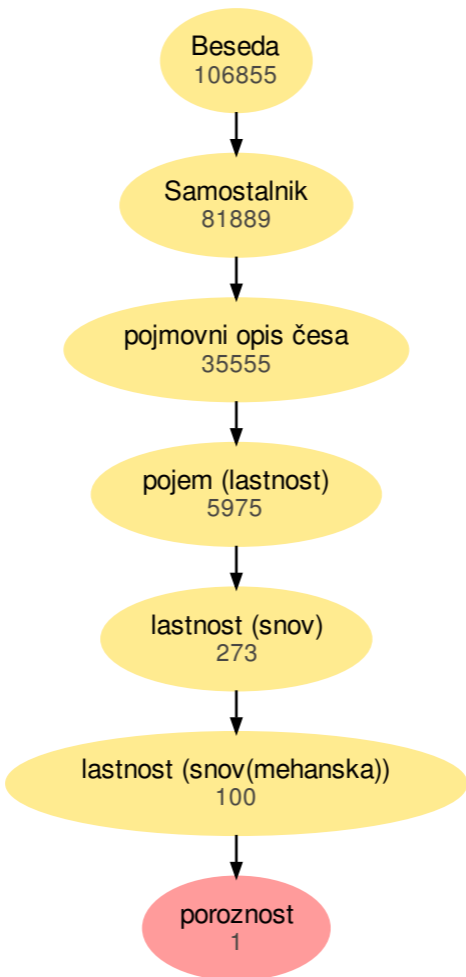 Beseda
106855
Samostalnik
81889
pojmovni opis česa
35555
pojem (lastnost)
5975
lastnost (snov)
273
lastnost (snov(mehanska))
100
poroznost
1